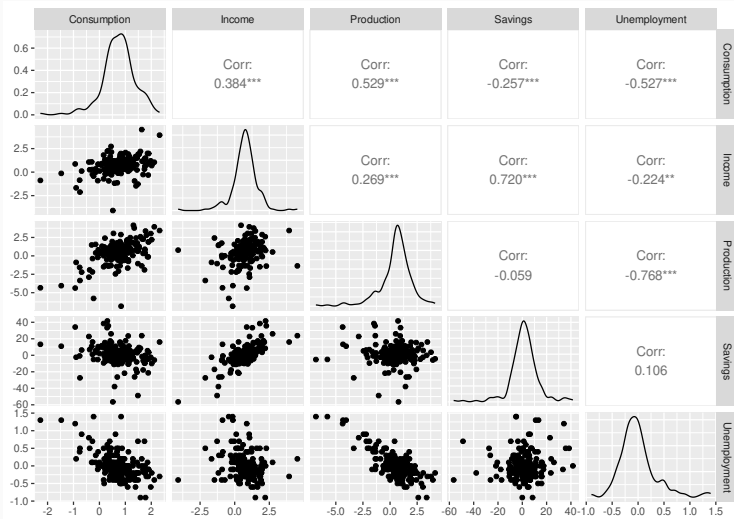 Consumption Income Production Savings Unemployment
0.6
0.4
0.2
0.0
Corr:
0.384***
Corr:
0.529***
Corr:
-0.257***
Corr:
-0.527***
Consumption
2.5
0.0
-2.5
Corr:
0.269***
Corr:
0.720***
Corr:
-0.224**
Income
2.5
0.0
-2.5
-5.0
Corr:
-0.059
Corr:
-0.768***
Production
40
20
0
-20
-40
-60
Corr:
0.106
Savings
1.5
1.0
0.5
0.0
-0.5
-1.0
Unemployment
-2 -1 0 1 2 -2.5 0.0 2.5 -5.0 -2.5 0.0 2.5 -60 -40 -20 0 20 40 -1.0 -0.5 0.0 0.5 1.0 1.5